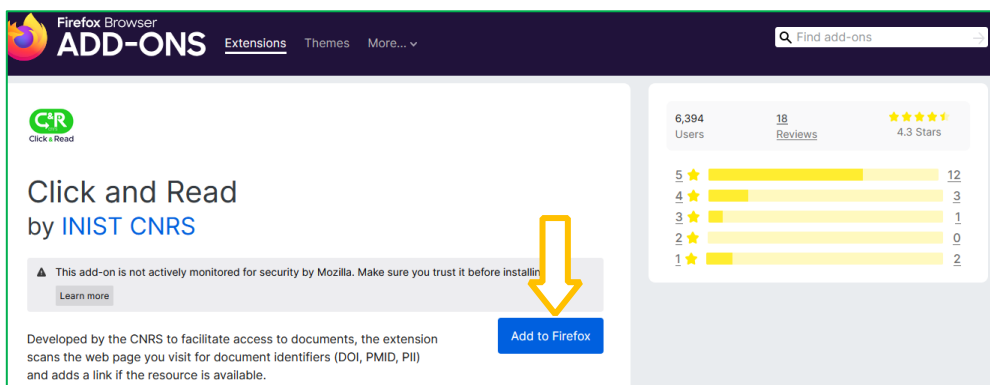 Firefox Browser
ADD-ONS
Extensions Themes More...
Find add-ons
C&R
Click & Read
Click and Read
by INIST CNRS
This add-on is not actively monitored for security by Mozilla. Make sure you trust it before installin
Learn more
Developed by the CNRS to facilitate access to documents, the extension
scans the web page you visit for document identifiers (DOI, PMID, PII)
and adds a link if the resource is available.
Add to Firefox
6,394 18
Users Reviews 4.3 Stars
5 12
4 3
3 1
2 0
1 2